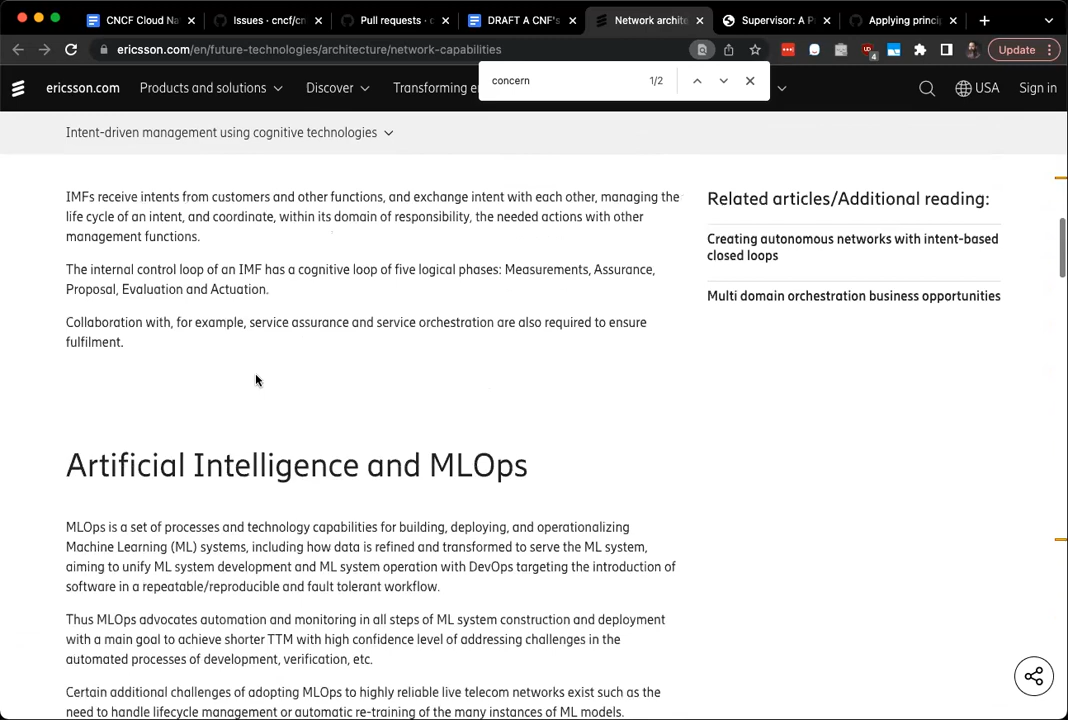 CNCF Cloud Na
Issues · cncf/cn
Pull requests · c
DRAFT A CNF's
Network archite
Supervisor: A P
Applying princip
ericsson.com/en/future-technologies/architecture/network-capabilities
4
Update
concern
1/2
ericsson.com
Products and solutions
Discover
Transforming e
USA
Sign in
Intent-driven management using cognitive technologies
IMFs receive intents from customers and other functions, and exchange intent with each other, managing the
life cycle of an intent, and coordinate, within its domain of responsibility, the needed actions with other
management functions.
The internal control loop of an IMF has a cognitive loop of five logical phases: Measurements, Assurance,
Proposal, Evaluation and Actuation.
Collaboration with, for example, service assurance and service orchestration are also required to ensure
fulfilment.
Related articles/Additional reading:
Creating autonomous networks with intent-based
closed loops
Multi domain orchestration business opportunities
Artificial Intelligence and MLOps
MLOps is a set of processes and technology capabilities for building, deploying, and operationalizing
Machine Learning (ML) systems, including how data is refined and transformed to serve the ML system,
aiming to unify ML system development and ML system operation with DevOps targeting the introduction of
software in a repeatable/reproducible and fault tolerant workflow.
Thus MLOps advocates automation and monitoring in all steps of ML system construction and deployment
with a main goal to achieve shorter TTM with high confidence level of addressing challenges in the
automated processes of development, verification, etc.
Certain additional challenges of adopting MLOps to highly reliable live telecom networks exist such as the
need to handle lifecycle management or automatic re-training of the many instances of ML models.